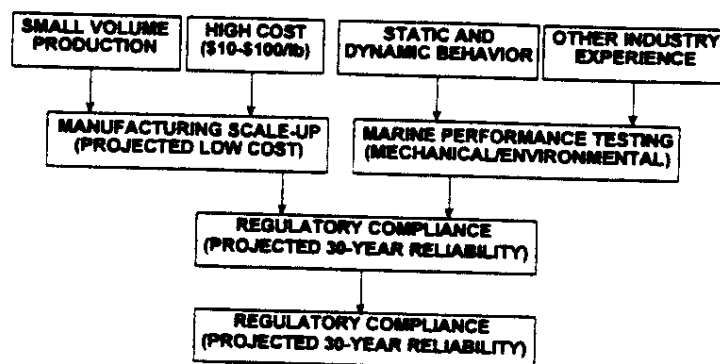 SMALL VOLUME
PRODUCTION
HIGH COST
($10-$100/lb)
STATIC AND
DYNAMIC BEHAVIOR
OTHER INDUSTRY
EXPERIENCE
MANUFACTURING SCALE-UP
(PROJECTED LOW COST)
MARINE PERFORMANCE TESTING
(MECHANICAL/ENVIRONMENTAL)
REGULATORY COMPLIANCE
(PROJECTED 30-YEAR RELIABILITY)
REGULATORY COMPLIANCE
(PROJECTED 30-YEAR RELIABILITY)